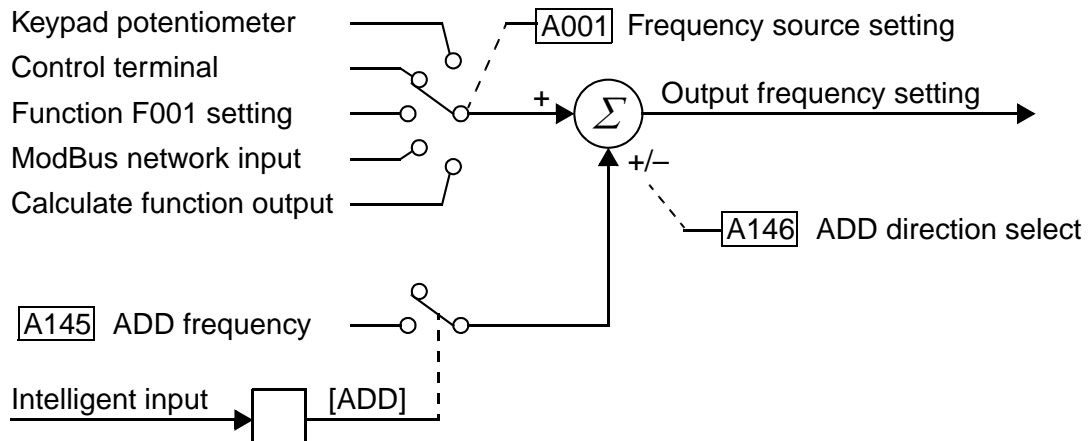 Keypad potentiometer
A001 Frequency source setting
Control terminal
Function F001 setting
+
Σ
Output frequency setting
ModBus network input
+/–
Calculate function output
A146 ADD direction select
A145 ADD frequency
Intelligent input
[ADD]